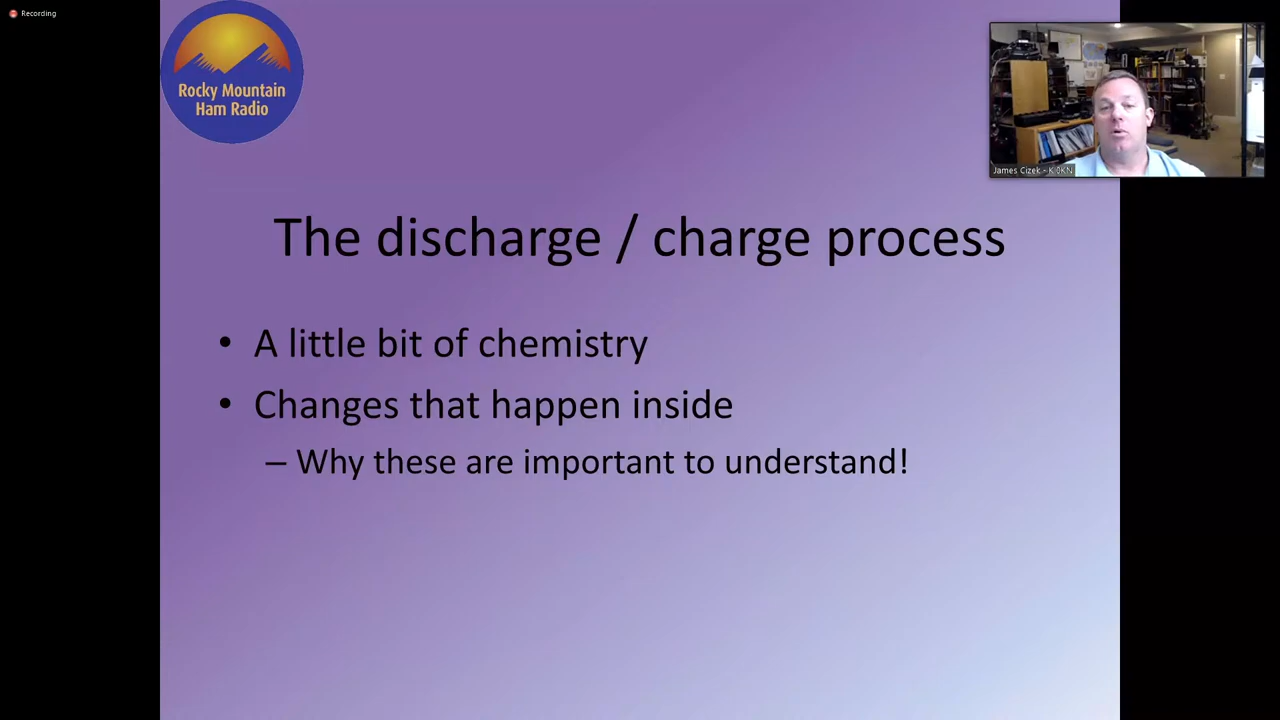 Recording
Rocky Mountain
Ham Radio
James Cizek - KI0KN
The discharge / charge process
• A little bit of chemistry
• Changes that happen inside
– Why these are important to understand!